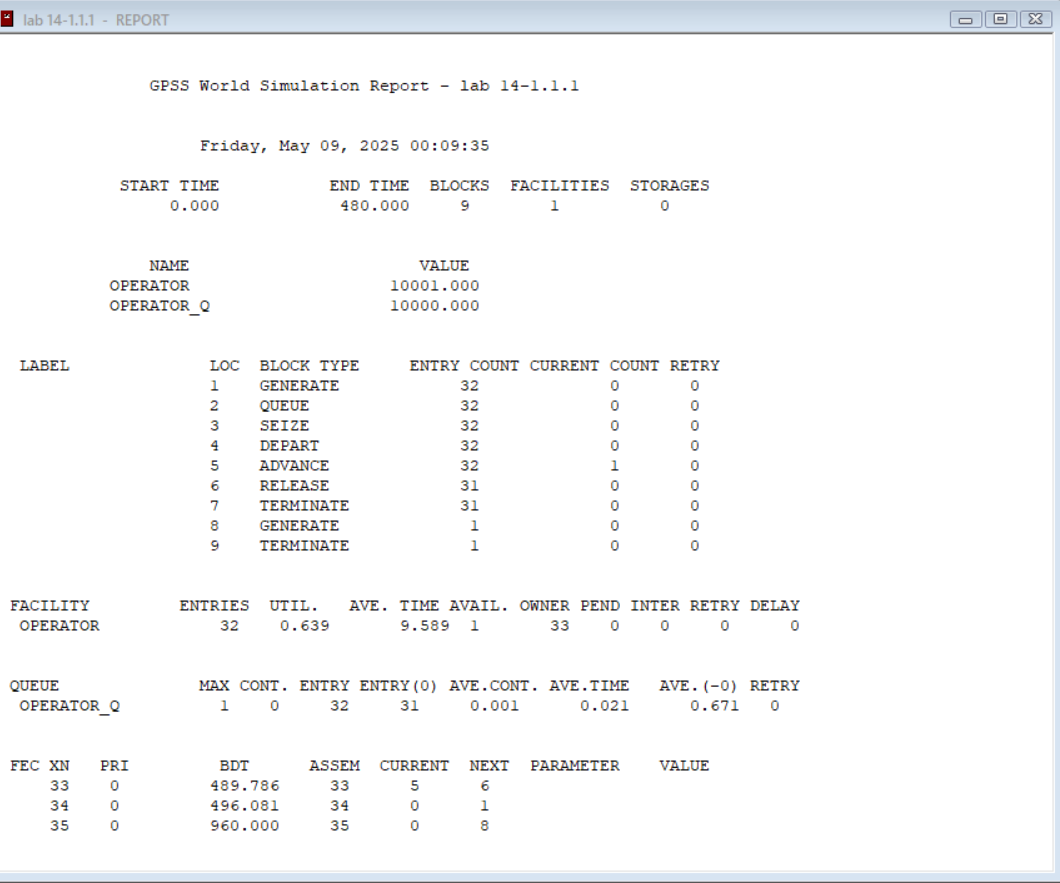 lab 14-1.1.1 - REPORT
GPSS World Simulation Report - lab 14-1.1.1
Friday, May 09, 2025 00:09:35
START TIME END TIME BLOCKS FACILITIES STORAGES
0.000 480.000 9 1 0
NAME VALUE
OPERATOR 10001.000
OPERATOR_Q 10000.000
LABEL LOC BLOCK TYPE ENTRY COUNT CURRENT COUNT RETRY
1 GENERATE 32 0 0
2 QUEUE 32 0 0
3 SEIZE 32 0 0
4 DEPART 32 0 0
5 ADVANCE 32 1 0
6 RELEASE 31 0 0
7 TERMINATE 31 0 0
8 GENERATE 1 0 0
9 TERMINATE 1 0 0
FACILITY ENTRIES UTIL. AVE. TIME AVAIL. OWNER PEND INTER RETRY DELAY
OPERATOR 32 0.639 9.589 1 33 0 0 0 0
QUEUE MAX CONT. ENTRY ENTRY(0) AVE.CONT. AVE.TIME AVE.(-0) RETRY
OPERATOR_Q 1 0 32 31 0.001 0.021 0.671 0
FEC XN PRI BDT ASSEM CURRENT NEXT PARAMETER VALUE
33 0 489.786 33 5 6
34 0 496.081 34 0 1
35 0 960.000 35 0 8